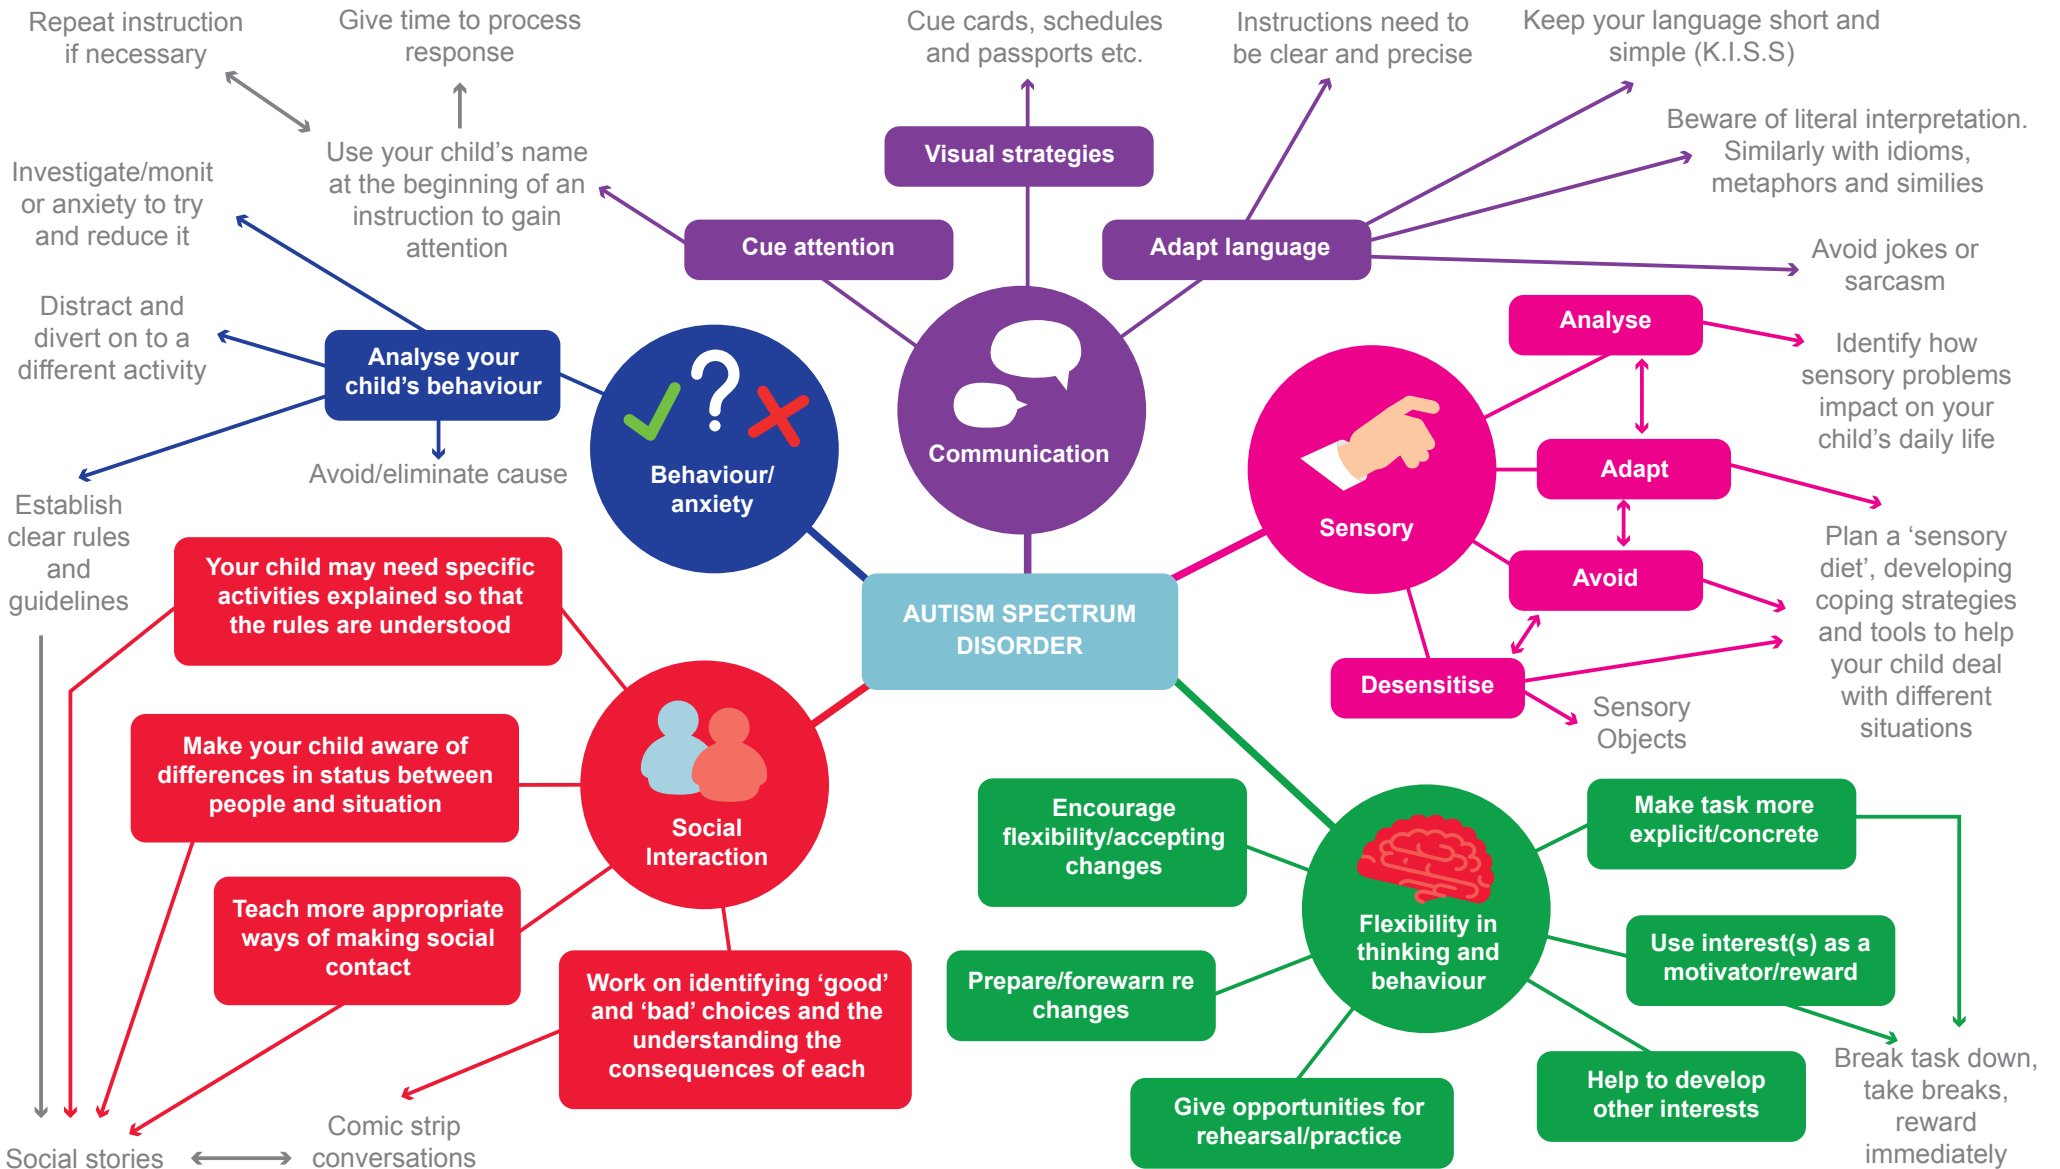 Repeat instruction
if necessary
Give time to process
response
Cue cards, schedules
and passports etc.
Instructions need to
be clear and precise
Keep your language short and
simple (K.I.S.S)
Beware of literal interpretation.
Similarly with idioms,
metaphors and similies
Avoid jokes or
sarcasm
Visual strategies
Use your child’s name
at the beginning of an
instruction to gain
attention
Cue attention
Adapt language
Communication
Investigate/monit
or anxiety to try
and reduce it
Distract and
divert on to a
different activity
Analyse your
child’s behaviour
Avoid/eliminate cause
Establish
clear rules
and
guidelines
Behaviour/
anxiety
Analyse
Identify how
sensory problems
impact on your
child’s daily life
Adapt
Sensory
Avoid
Plan a ‘sensory
diet’, developing
coping strategies
and tools to help
your child deal
with different
situations
Desensitise
Sensory
Objects
AUTISM SPECTRUM
DISORDER
Your child may need specific
activities explained so that
the rules are understood
Make your child aware of
differences in status between
people and situation
Social
Interaction
Teach more appropriate
ways of making social
contact
Work on identifying ‘good’
and ‘bad’ choices and the
understanding the
consequences of each
Social stories
Comic strip
conversations
Encourage
flexibility/accepting
changes
Make task more
explicit/concrete
Flexibility in
thinking and
behaviour
Use interest(s) as a
motivator/reward
Prepare/forewarn re
changes
Give opportunities for
rehearsal/practice
Help to develop
other interests
Break task down,
take breaks,
reward
immediately